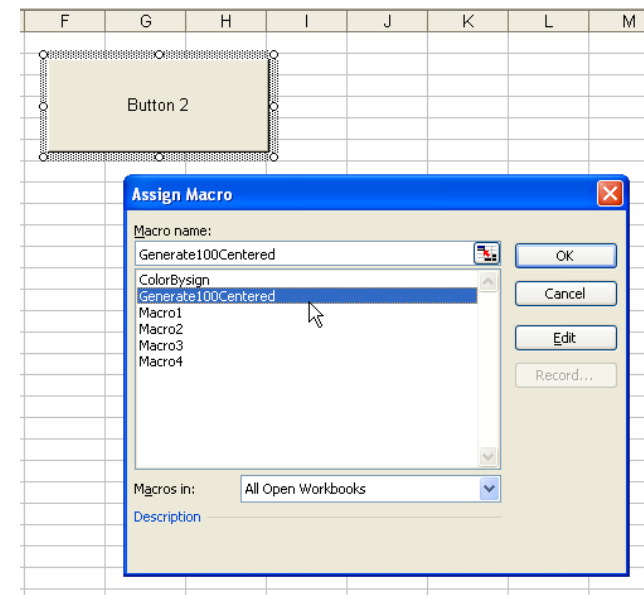 F G H I J K L M
Button 2
Assign Macro
Macro name:
Generate100Centered
OK
ColorBysign
Generate100Centered
Cancel
Macro1
Macro2
Edit
Macro3
Macro4
Record...
Macros in: All Open Workbooks
Description